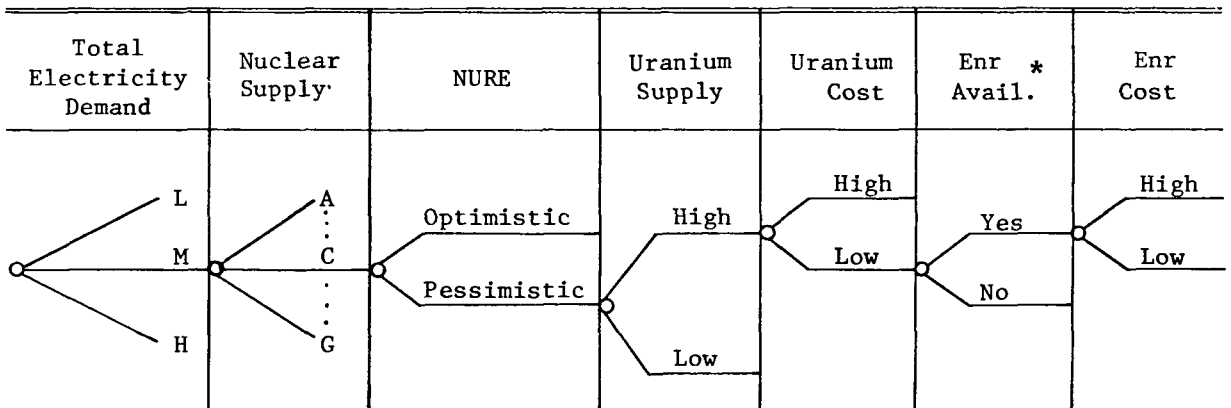 Total
Electricity
Demand
Nuclear
Supply
NURE
Uranium
Supply
Uranium
Cost
Enr *
Avail.
Enr
Cost
L
M
H
A
C
G
Optimistic
Pessimistic
High
Low
High
Low
Yes
No
High
Low